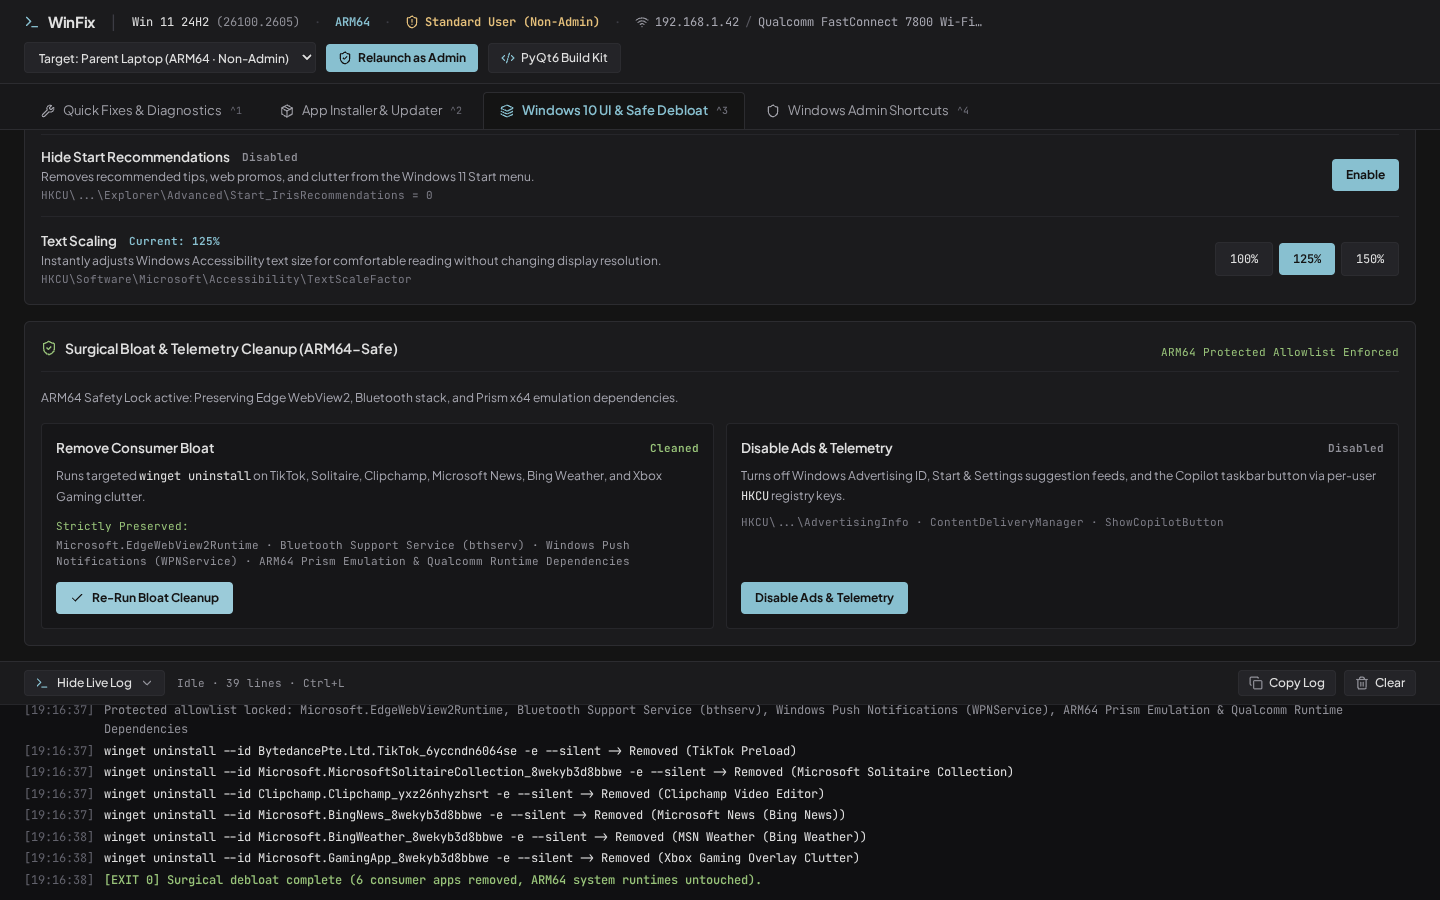 WinFix
Win 11 24H2 (26100.2605) · ARM64 · Standard User (Non-Admin) · 192.168.1.42 / Qualcomm FastConnect 7800 Wi-Fi…
Target: Parent Laptop (ARM64 · Non-Admin)
Relaunch as Admin
PyQt6 Build Kit
Quick Fixes & Diagnostics ^1
App Installer & Updater ^2
Windows 10 UI & Safe Debloat ^3
Windows Admin Shortcuts ^4
Hide Start Recommendations Disabled
Removes recommended tips, web promos, and clutter from the Windows 11 Start menu.
HKCU\...\Explorer\Advanced\Start_IrisRecommendations = 0
Enable
Text Scaling Current: 125%
Instantly adjusts Windows Accessibility text size for comfortable reading without changing display resolution.
HKCU\Software\Microsoft\Accessibility\TextScaleFactor
100% 125% 150%
Surgical Bloat & Telemetry Cleanup (ARM64-Safe)
ARM64 Protected Allowlist Enforced
ARM64 Safety Lock active: Preserving Edge WebView2, Bluetooth stack, and Prism x64 emulation dependencies.
Remove Consumer Bloat
Cleaned
Runs targeted winget uninstall on TikTok, Solitaire, Clipchamp, Microsoft News, Bing Weather, and Xbox
Gaming clutter.
Strictly Preserved:
Microsoft.EdgeWebView2Runtime · Bluetooth Support Service (bthserv) · Windows Push
Notifications (WPNService) · ARM64 Prism Emulation & Qualcomm Runtime Dependencies
Re-Run Bloat Cleanup
Disable Ads & Telemetry
Disabled
Turns off Windows Advertising ID, Start & Settings suggestion feeds, and the Copilot taskbar button via per-user
HKCU registry keys.
HKCU\...\AdvertisingInfo · ContentDeliveryManager · ShowCopilotButton
Disable Ads & Telemetry
Hide Live Log
Idle · 39 lines · Ctrl+L
Copy Log
Clear
[19:16:37] Protected allowlist locked: Microsoft.EdgeWebView2Runtime, Bluetooth Support Service (bthserv), Windows Push Notifications (WPNService), ARM64 Prism Emulation & Qualcomm Runtime
Dependencies
[19:16:37] winget uninstall --id BytedancePte.Ltd.TikTok_6yccndn6064se -e --silent → Removed (TikTok Preload)
[19:16:37] winget uninstall --id Microsoft.MicrosoftSolitaireCollection_8wekyb3d8bbwe -e --silent → Removed (Microsoft Solitaire Collection)
[19:16:37] winget uninstall --id Clipchamp.Clipchamp_yxz26nhyzhsrt -e --silent → Removed (Clipchamp Video Editor)
[19:16:37] winget uninstall --id Microsoft.BingNews_8wekyb3d8bbwe -e --silent → Removed (Microsoft News (Bing News))
[19:16:38] winget uninstall --id Microsoft.BingWeather_8wekyb3d8bbwe -e --silent → Removed (MSN Weather (Bing Weather))
[19:16:38] winget uninstall --id Microsoft.GamingApp_8wekyb3d8bbwe -e --silent → Removed (Xbox Gaming Overlay Clutter)
[19:16:38] [EXIT 0] Surgical debloat complete (6 consumer apps removed, ARM64 system runtimes untouched).